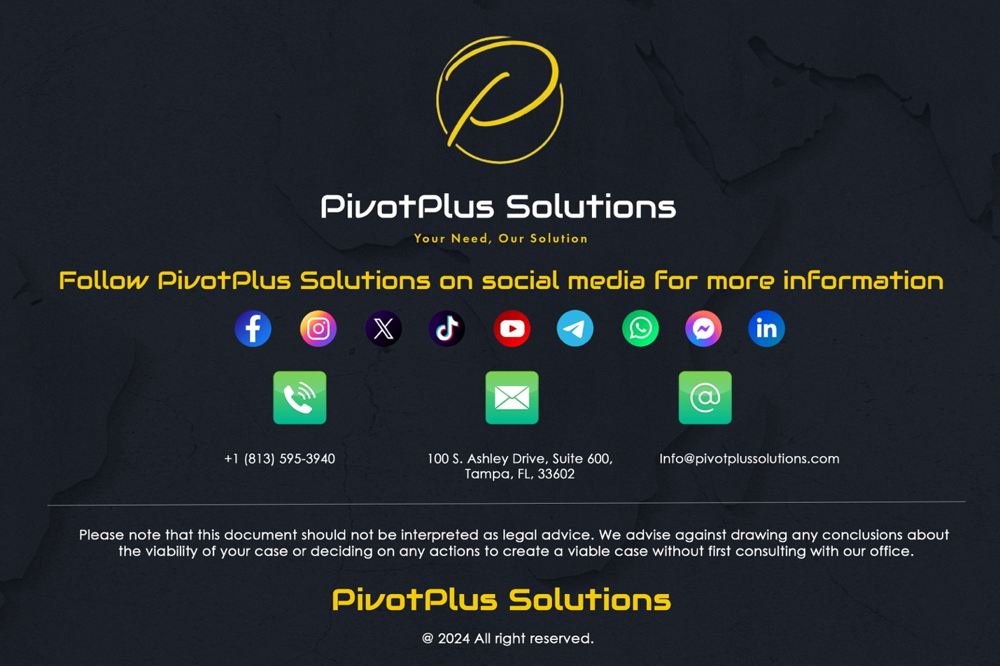 P
PivotPlus Solutions
Your Need, Our Solution
Follow PivotPlus Solutions on social media for more information
+1 (813) 595-3940
100 S. Ashley Drive, Suite 600,
Tampa, FL, 33602
Info@pivotplussolutions.com
Please note that this document should not be interpreted as legal advice. We advise against drawing any conclusions about
the viability of your case or deciding on any actions to create a viable case without first consulting with our office.
PivotPlus Solutions
@ 2024 All right reserved.